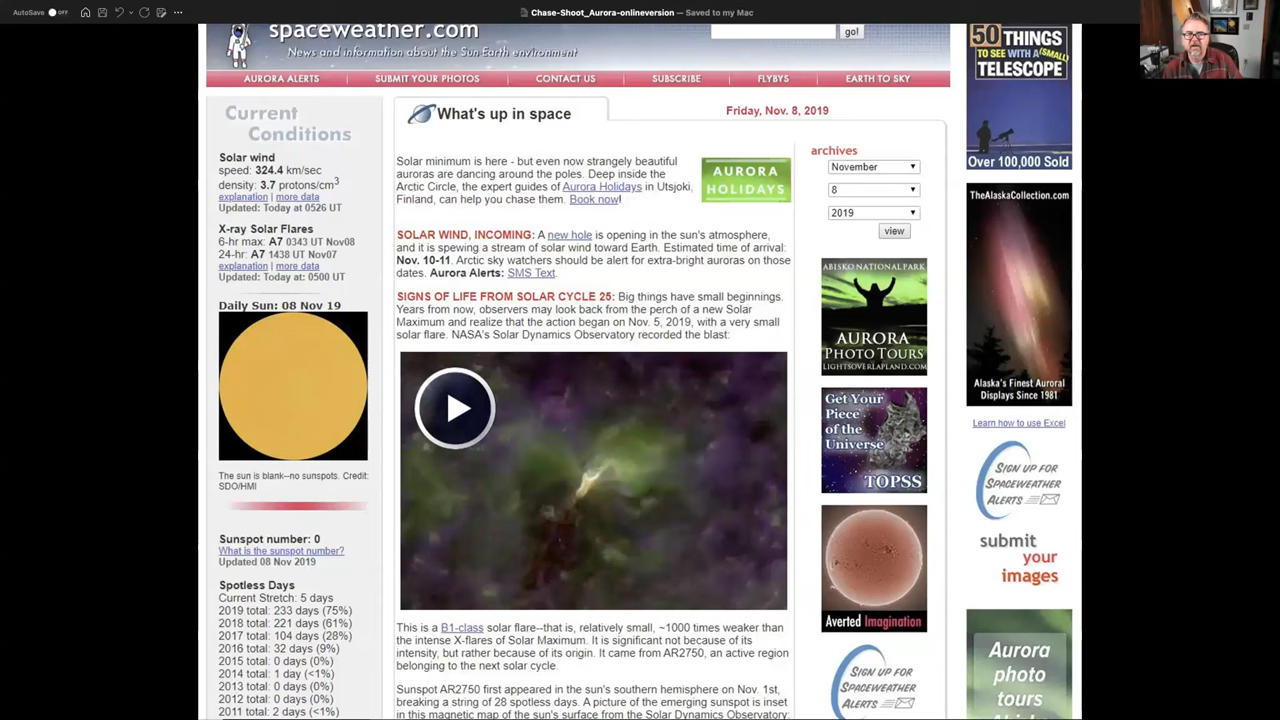 AutoSave
OFF
Chase-Shoot_Aurora-onlineversion — Saved to my Mac
spaceweather.com
News and information about the Sun Earth environment
go!
AURORA ALERTS
SUBMIT YOUR PHOTOS
CONTACT US
SUBSCRIBE
FLYBYS
EARTH TO SKY
Current
Conditions
Solar wind
speed: 324.4 km/sec
density: 3.7 protons/cm3
explanation | more data
Updated: Today at 0526 UT
X-ray Solar Flares
6-hr max: A7 0343 UT Nov08
24-hr: A7 1438 UT Nov07
explanation | more data
Updated: Today at: 0500 UT
Daily Sun: 08 Nov 19
The sun is blank--no sunspots. Credit:
SDO/HMI
Sunspot number: 0
What is the sunspot number?
Updated 08 Nov 2019
Spotless Days
Current Stretch: 5 days
2019 total: 233 days (75%)
2018 total: 221 days (61%)
2017 total: 104 days (28%)
2016 total: 32 days (9%)
2015 total: 0 days (0%)
2014 total: 1 day (<1%)
2013 total: 0 days (0%)
2012 total: 0 days (0%)
2011 total: 2 days (<1%)
What's up in space
Friday, Nov. 8, 2019
Solar minimum is here - but even now strangely beautiful
auroras are dancing around the poles. Deep inside the
Arctic Circle, the expert guides of Aurora Holidays in Utsjoki,
Finland, can help you chase them. Book now!
AURORA
HOLIDAYS
SOLAR WIND, INCOMING: A new hole is opening in the sun's atmosphere,
and it is spewing a stream of solar wind toward Earth. Estimated time of arrival:
Nov. 10-11. Arctic sky watchers should be alert for extra-bright auroras on those
dates. Aurora Alerts: SMS Text.
SIGNS OF LIFE FROM SOLAR CYCLE 25: Big things have small beginnings.
Years from now, observers may look back from the perch of a new Solar
Maximum and realize that the action began on Nov. 5, 2019, with a very small
solar flare. NASA's Solar Dynamics Observatory recorded the blast:
This is a B1-class solar flare--that is, relatively small, ~1000 times weaker than
the intense X-flares of Solar Maximum. It is significant not because of its
intensity, but rather because of its origin. It came from AR2750, an active region
belonging to the next solar cycle.
Sunspot AR2750 first appeared in the sun's southern hemisphere on Nov. 1st,
breaking a string of 28 spotless days. A picture of the emerging sunspot is inset
in this magnetic map of the sun's surface from the Solar Dynamics Observatory:
archives
November
8
2019
view
ABISKO NATIONAL PARK
AURORA
PHOTO TOURS
LIGHTSOVERLAPLAND.COM
Get Your
Piece
of the
Universe
TOPSS
Averted Imagination
SIGN UP FOR
SPACEWEATHER
ALERTS
50 THINGS
TO SEE WITH A (SMALL)
TELESCOPE
Over 100,000 Sold
TheAlaskaCollection.com
Alaska's Finest Auroral
Displays Since 1981
Learn how to use Excel
SIGN UP FOR
SPACEWEATHER
ALERTS
submit
your
images
Aurora
photo
tours